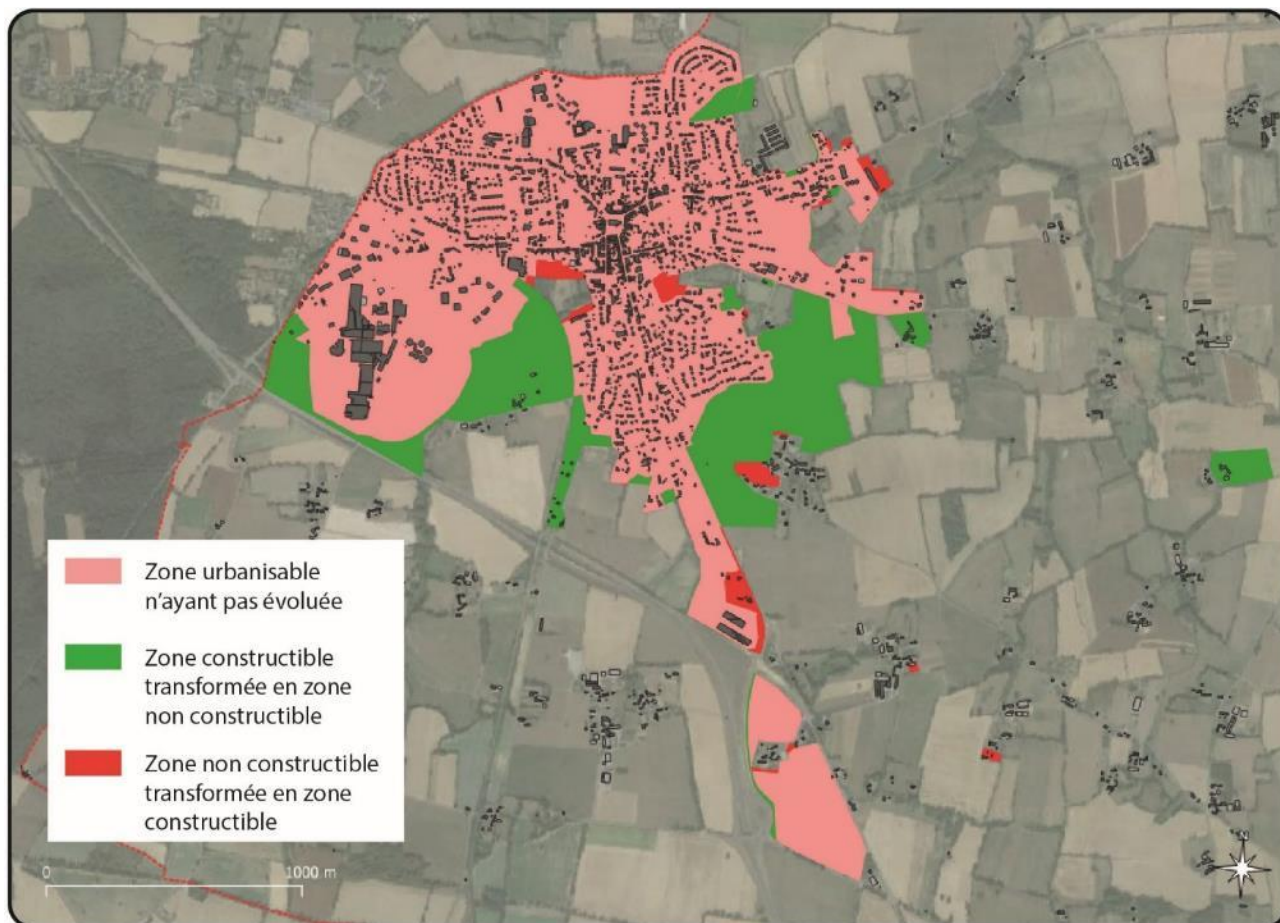 Zone urbanisable
n'ayant pas évoluée
Zone constructible
transformée en zone
non constructible
Zone non constructible
transformée en zone
constructible
0 1000 m
N